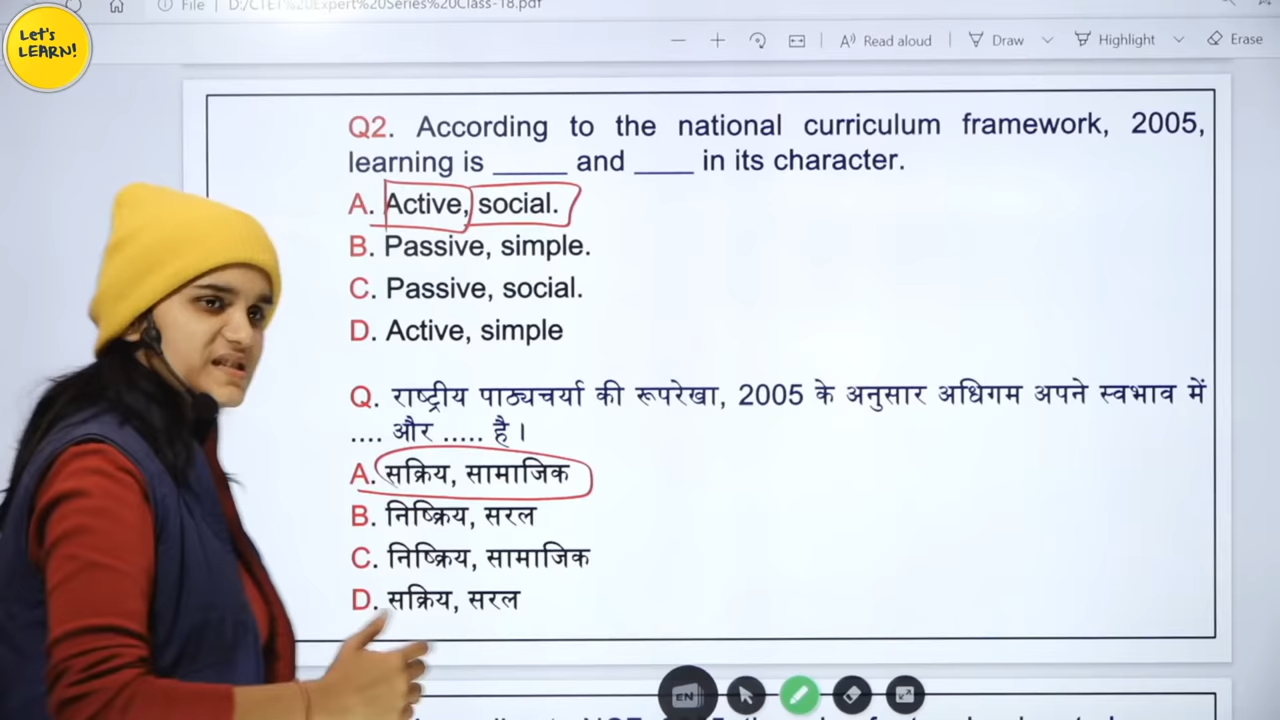 Let's
LEARN!
File | D:/CTET%20Expert%20Series%20Class-18.pdf
Read aloud
Draw
Highlight
Erase
Q2. According to the national curriculum framework, 2005,
learning is _____ and ____ in its character.
A. Active, social.
B. Passive, simple.
C. Passive, social.
D. Active, simple
Q. राष्ट्रीय पाठ्यचर्या की रूपरेखा, 2005 के अनुसार अधिगम अपने स्वभाव में
.... और ..... है।
A. सक्रिय, सामाजिक
B. निष्क्रिय, सरल
C. निष्क्रिय, सामाजिक
D. सक्रिय, सरल
EN